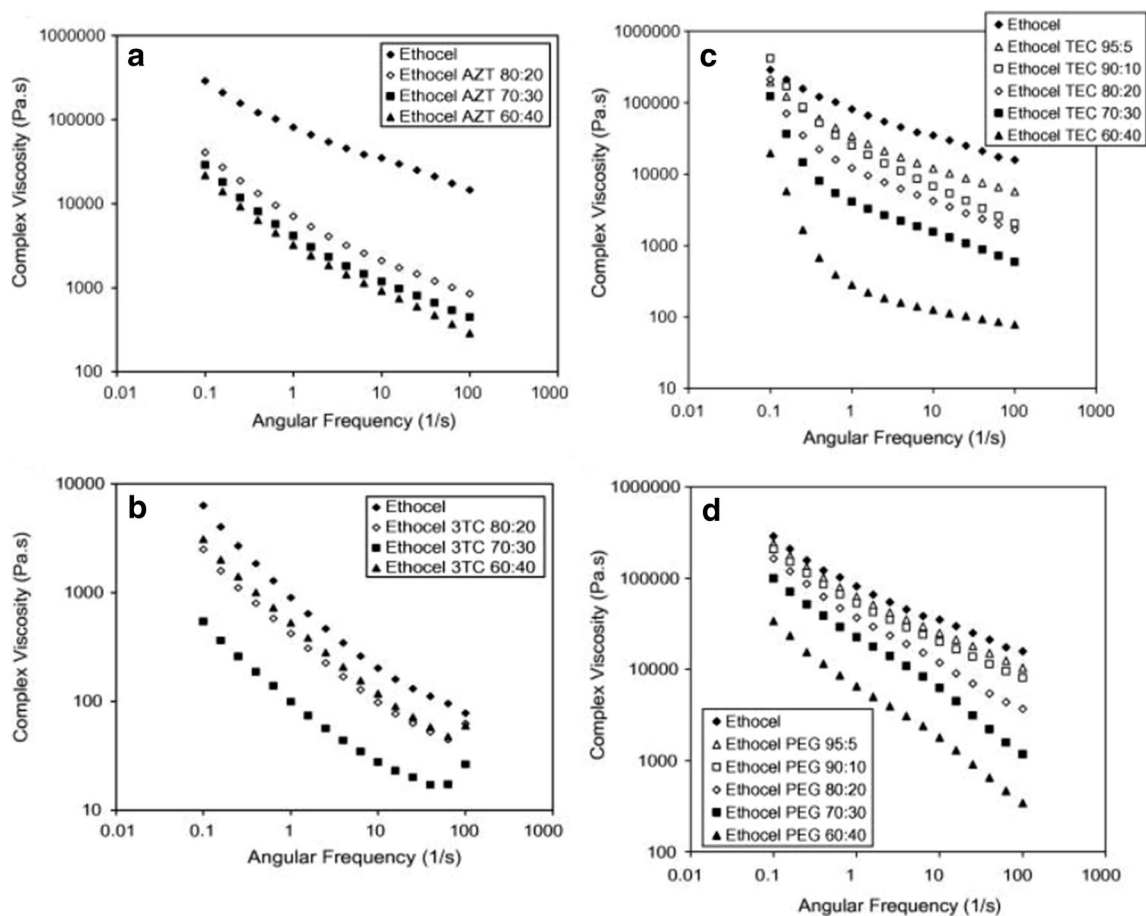 a
1000000
100000
10000
1000
100
0.01
0.1
1
10
100
1000
Complex Viscosity (Pa.s)
Angular Frequency (1/s)
Ethocel
Ethocel AZT 80:20
Ethocel AZT 70:30
Ethocel AZT 60:40
c
1000000
100000
10000
1000
100
10
0.01
0.1
1
10
100
1000
Complex Viscosity (Pa.s)
Angular Frequency (1/s)
Ethocel
Ethocel TEC 95:5
Ethocel TEC 90:10
Ethocel TEC 80:20
Ethocel TEC 70:30
Ethocel TEC 60:40
b
10000
1000
100
10
0.01
0.1
1
10
100
1000
Complex Viscosity (Pa.s)
Angular Frequency (1/s)
Ethocel
Ethocel 3TC 80:20
Ethocel 3TC 70:30
Ethocel 3TC 60:40
d
1000000
100000
10000
1000
100
0.01
0.1
1
10
100
1000
Complex Viscosity (Pa.s)
Angular Frequency (1/s)
Ethocel
Ethocel PEG 95:5
Ethocel PEG 90:10
Ethocel PEG 80:20
Ethocel PEG 70:30
Ethocel PEG 60:40